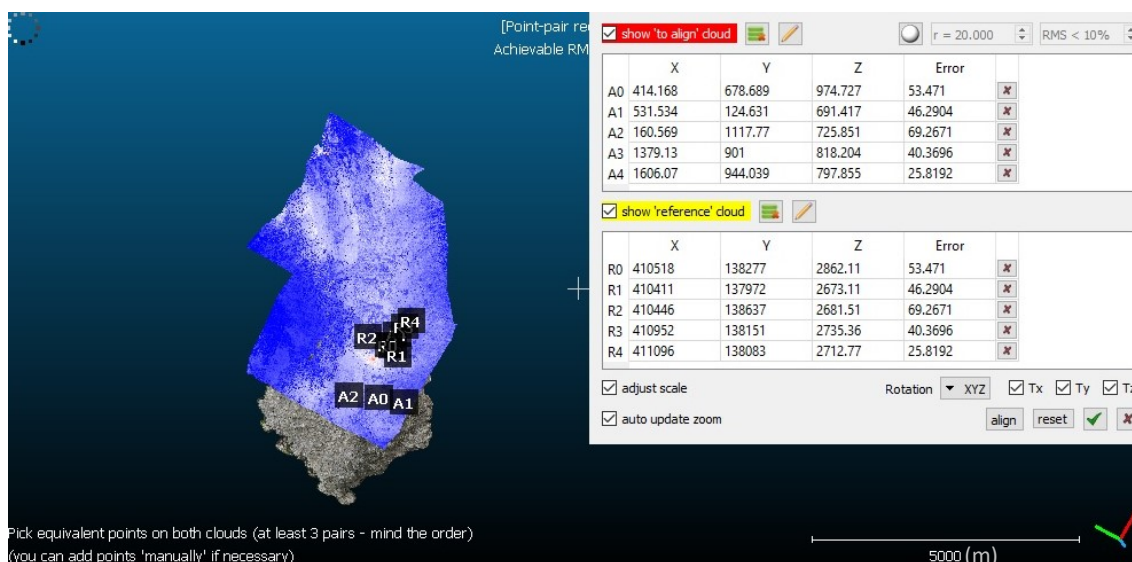 [Point-pair re
Achievable RM
show 'to align' cloud r = 20.000 RMS < 10%
X Y Z Error
A0 414.168 678.689 974.727 53.471
A1 531.534 124.631 691.417 46.2904
A2 160.569 1117.77 725.851 69.2671
A3 1379.13 901 818.204 40.3696
A4 1606.07 944.039 797.855 25.8192
show 'reference' cloud
X Y Z Error
R0 410518 138277 2862.11 53.471
R1 410411 137972 2673.11 46.2904
R2 410446 138637 2681.51 69.2671
R3 410952 138151 2735.36 40.3696
R4 411096 138083 2712.77 25.8192
adjust scale Rotation XYZ Tx Ty Tz
auto update zoom align reset
R4
R2
R1
A2 A0 A1
Pick equivalent points on both clouds (at least 3 pairs - mind the order)
(you can add points 'manually' if necessary)
5000 (m)